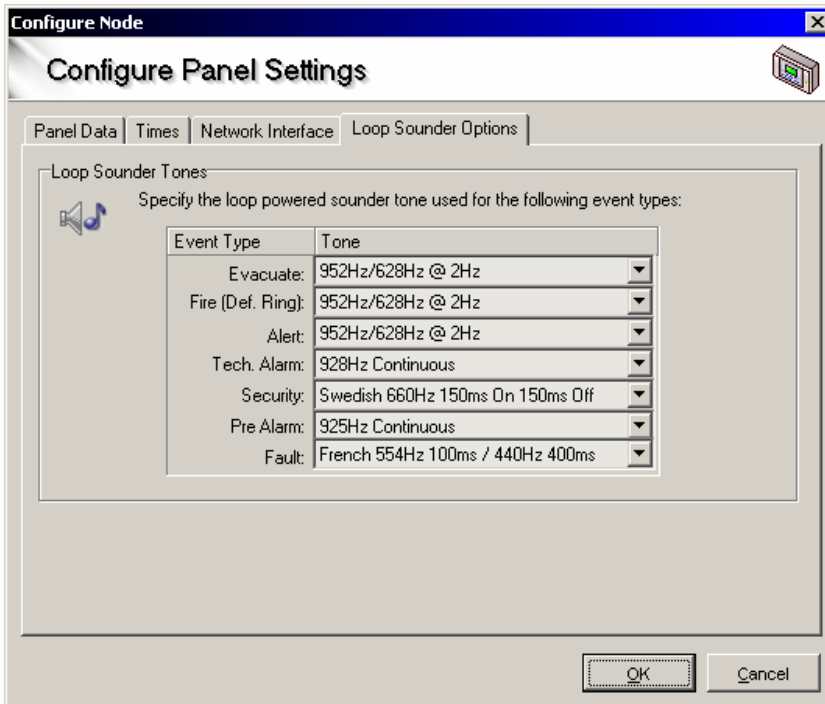 Configure Node
Configure Panel Settings
Panel Data Times Network Interface Loop Sounder Options
Loop Sounder Tones
Specify the loop powered sounder tone used for the following event types:
Event Type Tone
Evacuate: 952Hz/628Hz @ 2Hz
Fire (Def. Ring): 952Hz/628Hz @ 2Hz
Alert: 952Hz/628Hz @ 2Hz
Tech. Alarm: 928Hz Continuous
Security: Swedish 660Hz 150ms On 150ms Off
Pre Alarm: 925Hz Continuous
Fault: French 554Hz 100ms / 440Hz 400ms
OK Cancel